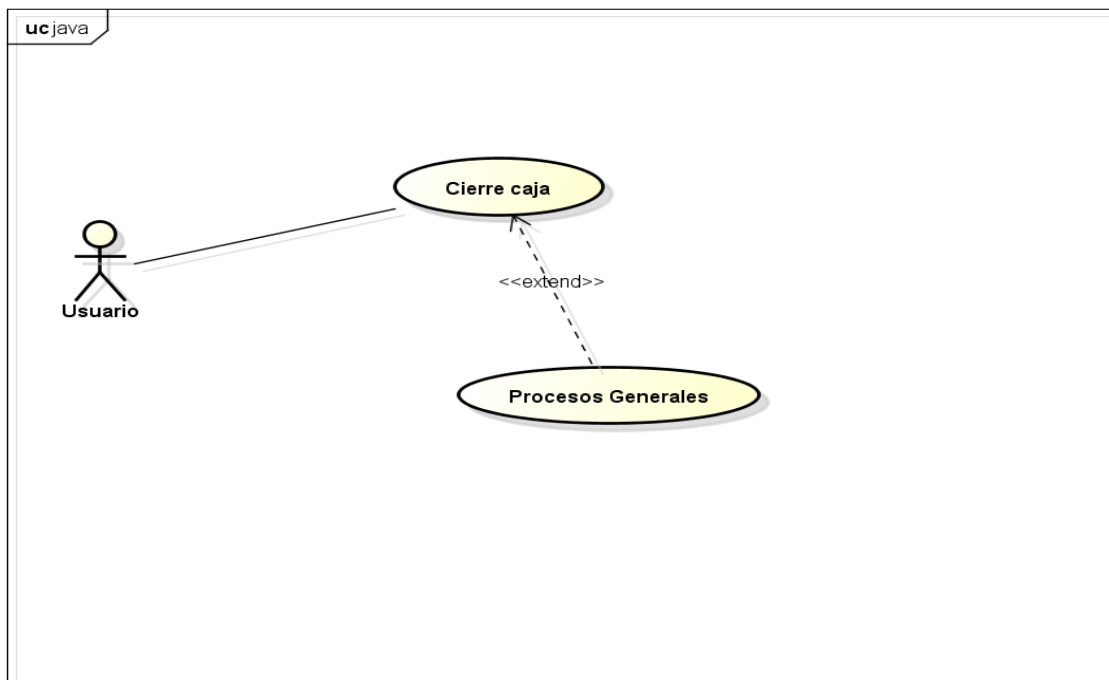 uc java
Cierre caja
<<extend>>
Usuario
Procesos Generales